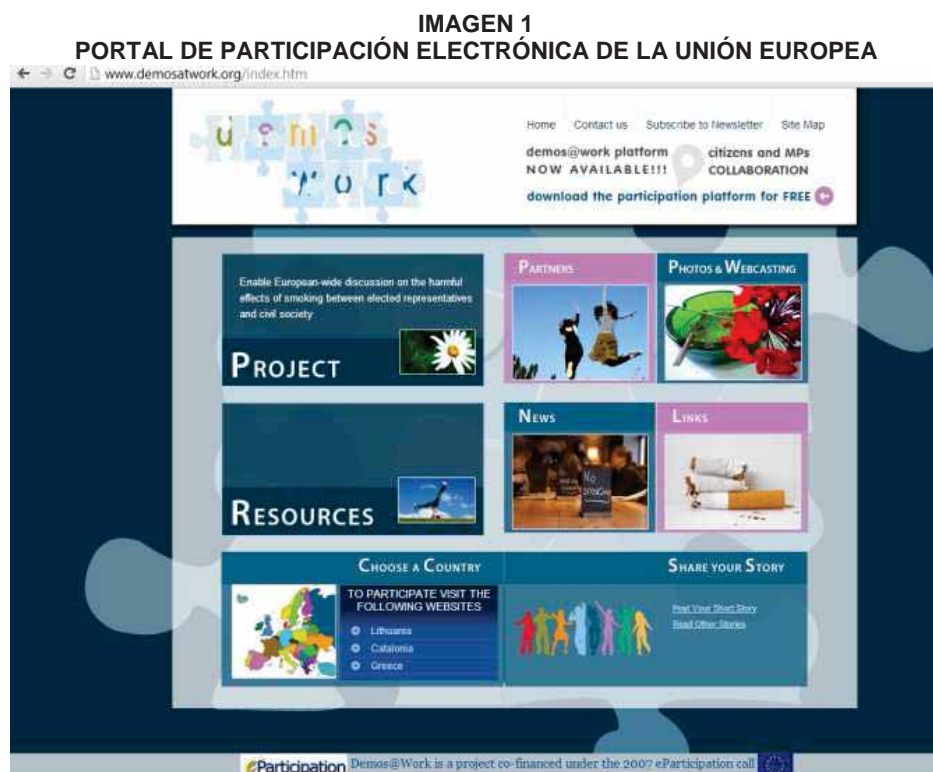 IMAGEN 1
PORTAL DE PARTICIPACIÓN ELECTRÓNICA DE LA UNIÓN EUROPEA
www.demosatwork.org/index.htm
demos
work
Home Contact us Subscribe to Newsletter Site Map
demos@work platform
NOW AVAILABLE!!!
citizens and MPs
COLLABORATION
download the participation platform for FREE
Enable European-wide discussion on the harmful
effects of smoking between elected representatives
and civil society
PROJECT
PARTNERS
PHOTOS & WEBCASTING
RESOURCES
NEWS
No
smoking
LINKS
CHOOSE A COUNTRY
TO PARTICIPATE VISIT THE
FOLLOWING WEBSITES
Lithuania
Catalonia
Greece
SHARE YOUR STORY
Post Your Short Story
Read Other Stories
eParticipation
Demos@Work is a project co-financed under the 2007 eParticipation call